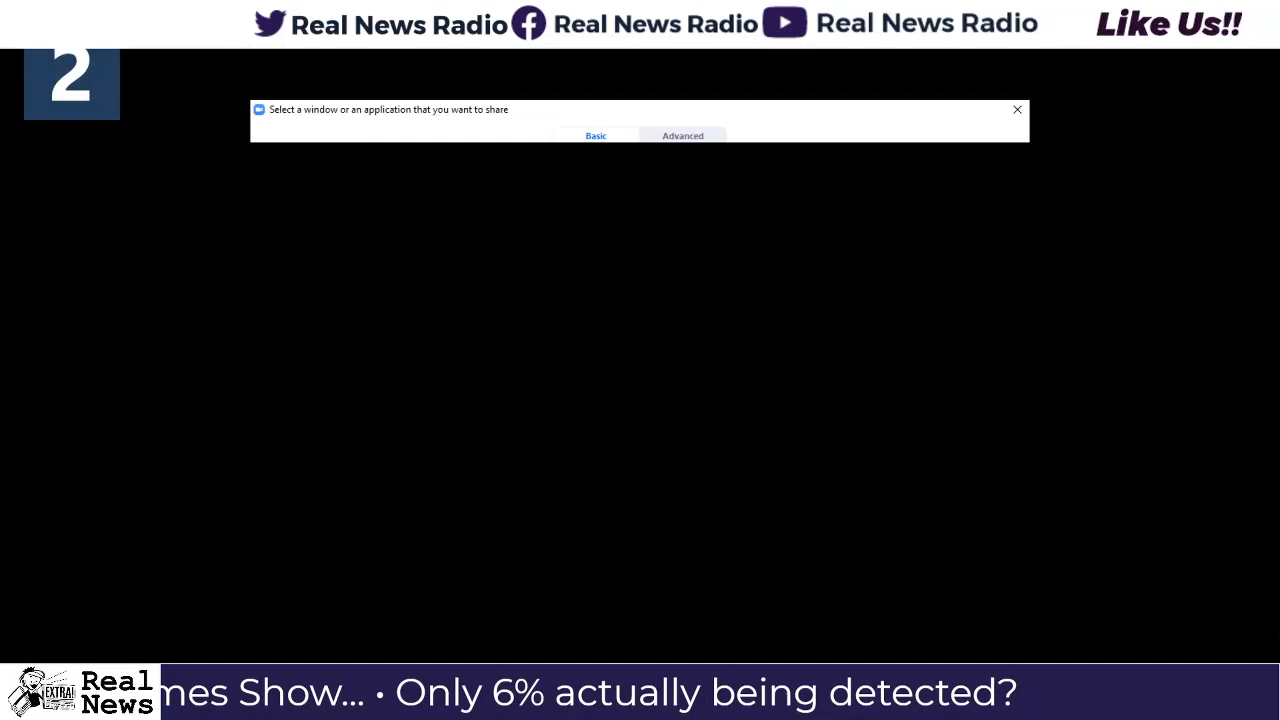 Real News Radio Real News Radio Real News Radio Like Us!!
2
Select a window or an application that you want to share
Basic Advanced
EXTRA!
Real
News
mes Show... • Only 6% actually being detected?